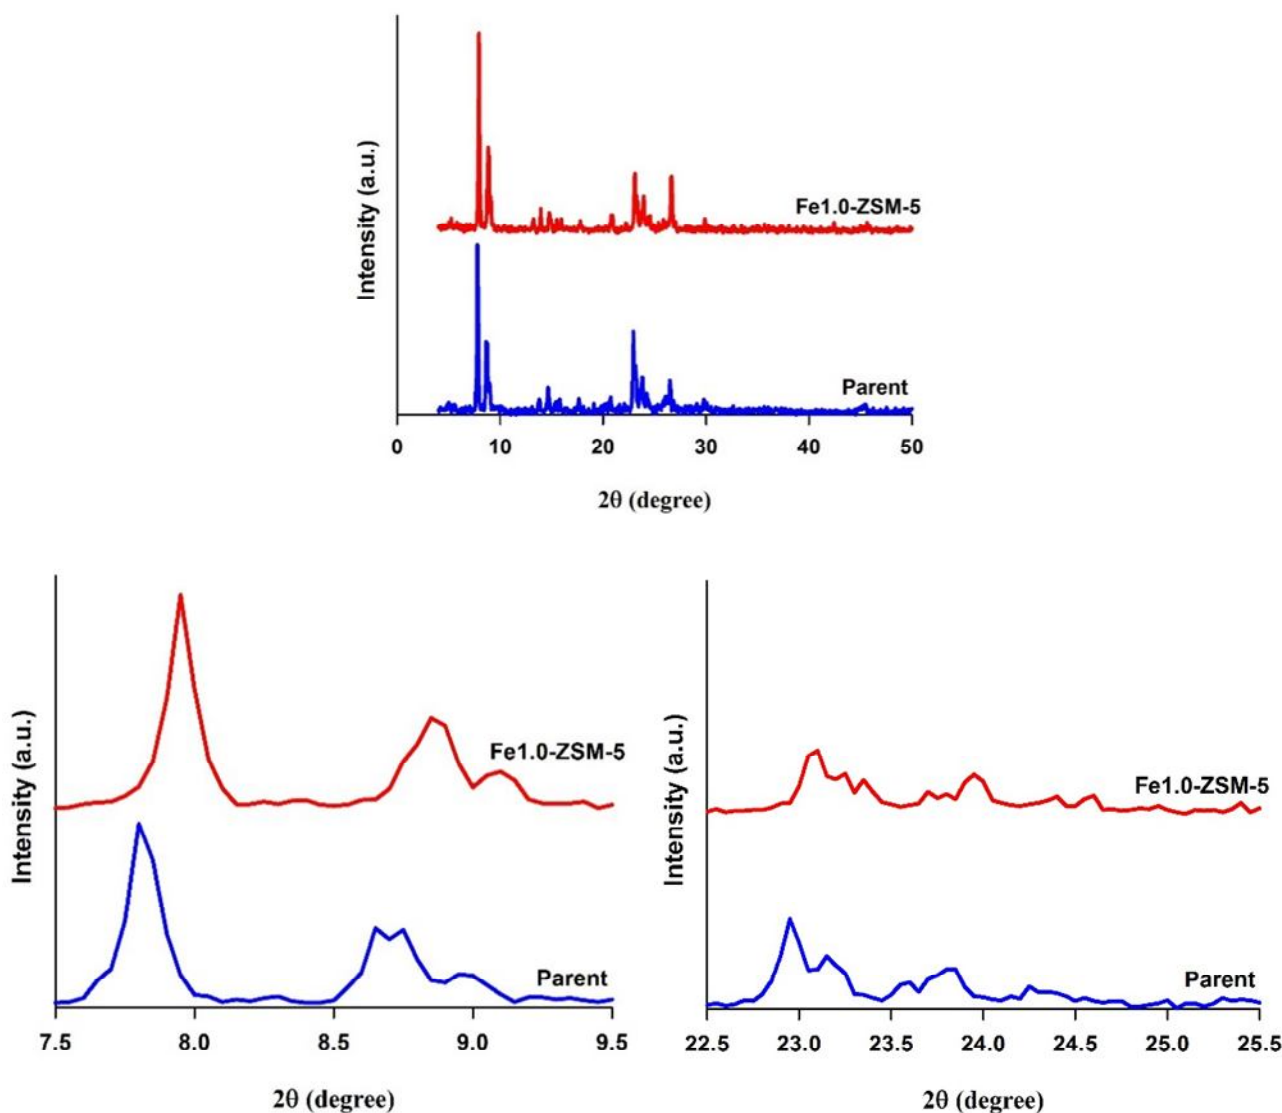 Intensity (a.u.)
Fe1.0-ZSM-5
Parent
0 10 20 30 40 50
2θ (degree)
Intensity (a.u.)
Fe1.0-ZSM-5
Parent
7.5 8.0 8.5 9.0 9.5
2θ (degree)
Intensity (a.u.)
Fe1.0-ZSM-5
Parent
22.5 23.0 23.5 24.0 24.5 25.0 25.5
2θ (degree)